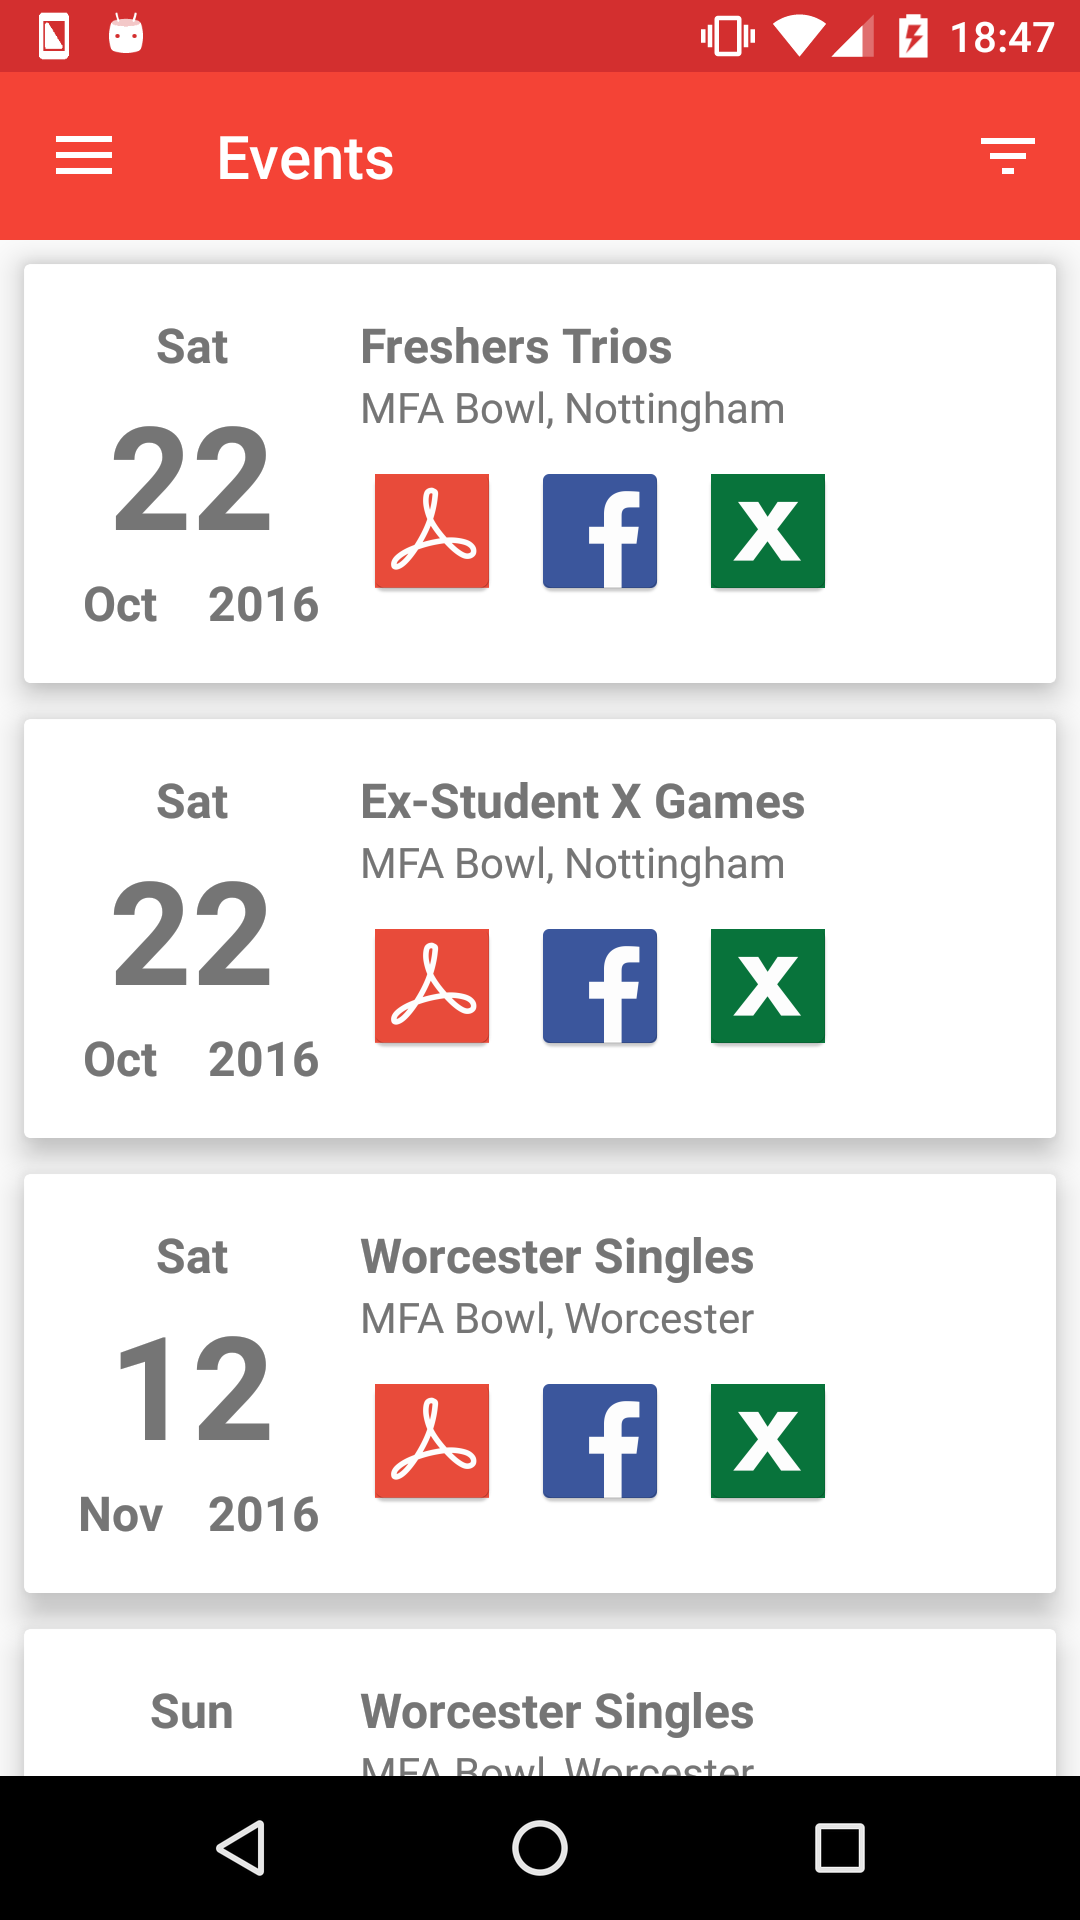 18:47
Events
Sat
22
Oct 2016
Freshers Trios
MFA Bowl, Nottingham
Sat
22
Oct 2016
Ex-Student X Games
MFA Bowl, Nottingham
Sat
12
Nov 2016
Worcester Singles
MFA Bowl, Worcester
Sun
Worcester Singles
MFA Bowl, Worcester